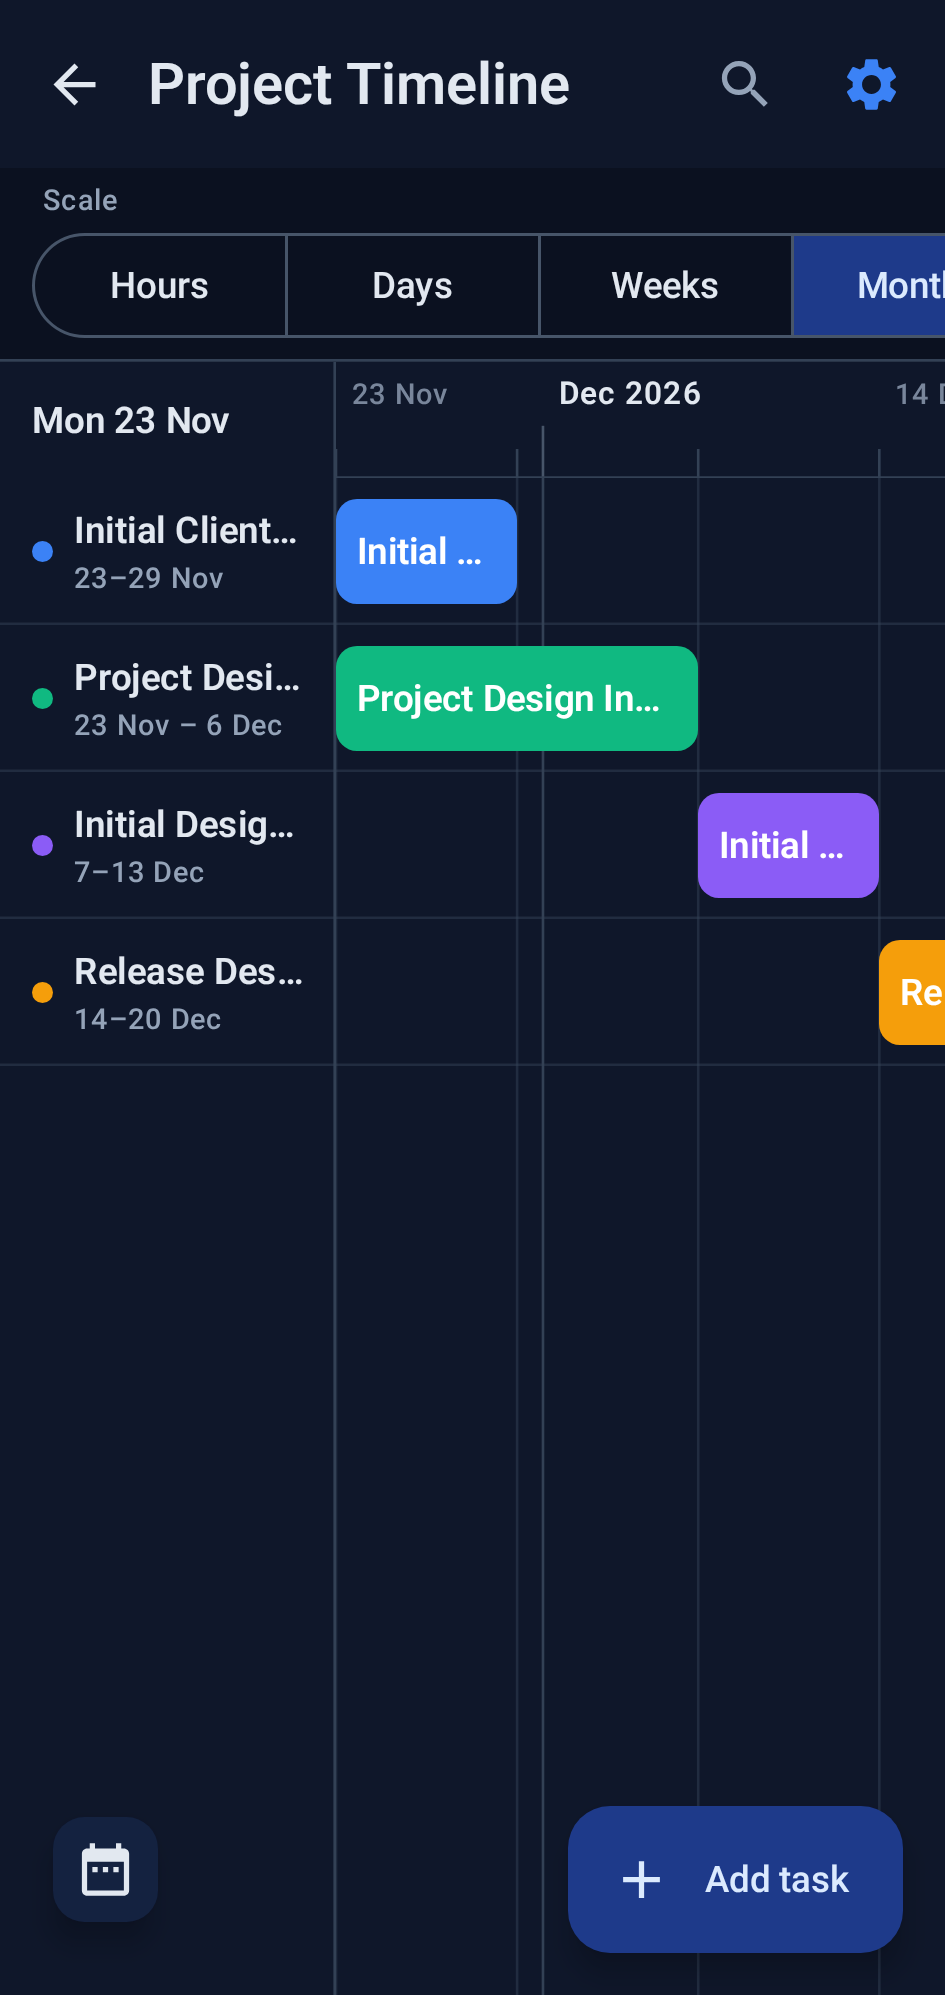 Project Timeline
Scale
Hours
Days
Weeks
Mon 23 Nov
23 Nov
Dec 2026
14
Initial Client...
23–29 Nov
Initial ...
Project Desi...
23 Nov – 6 Dec
Project Design In...
Initial Desig...
7–13 Dec
Initial ...
Release Des...
14–20 Dec
Re
Add task